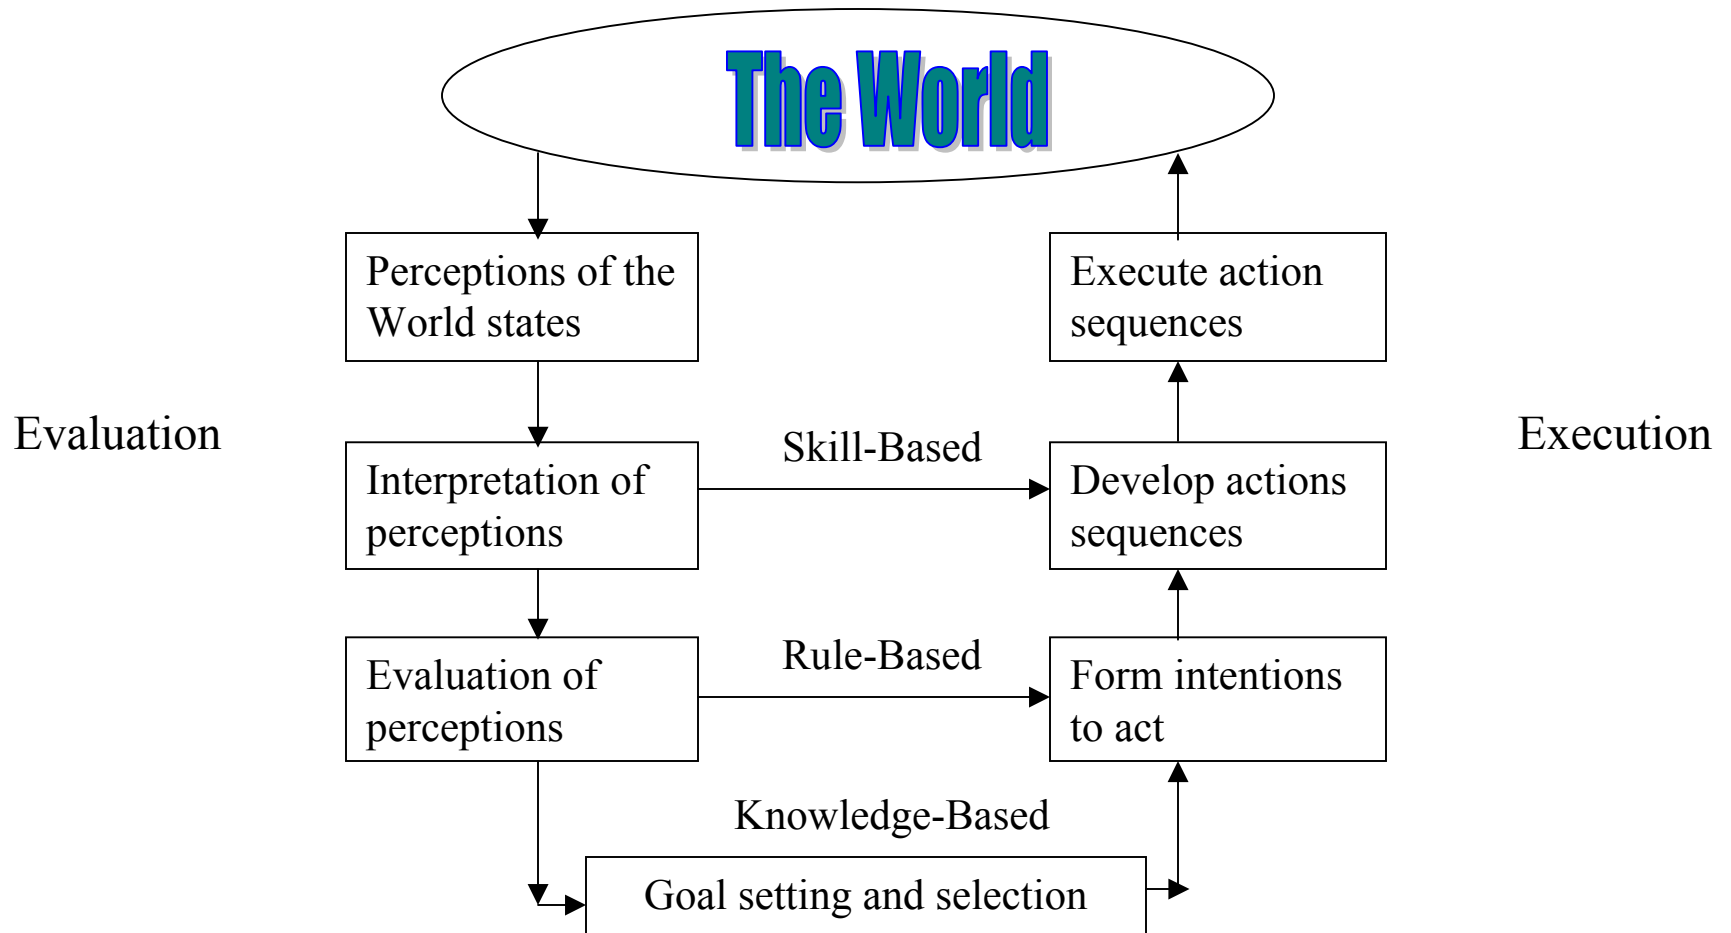 The World
Perceptions of the
World states
Execute action
sequences
Evaluation
Execution
Skill-Based
Interpretation of
perceptions
Develop actions
sequences
Rule-Based
Evaluation of
perceptions
Form intentions
to act
Knowledge-Based
Goal setting and selection